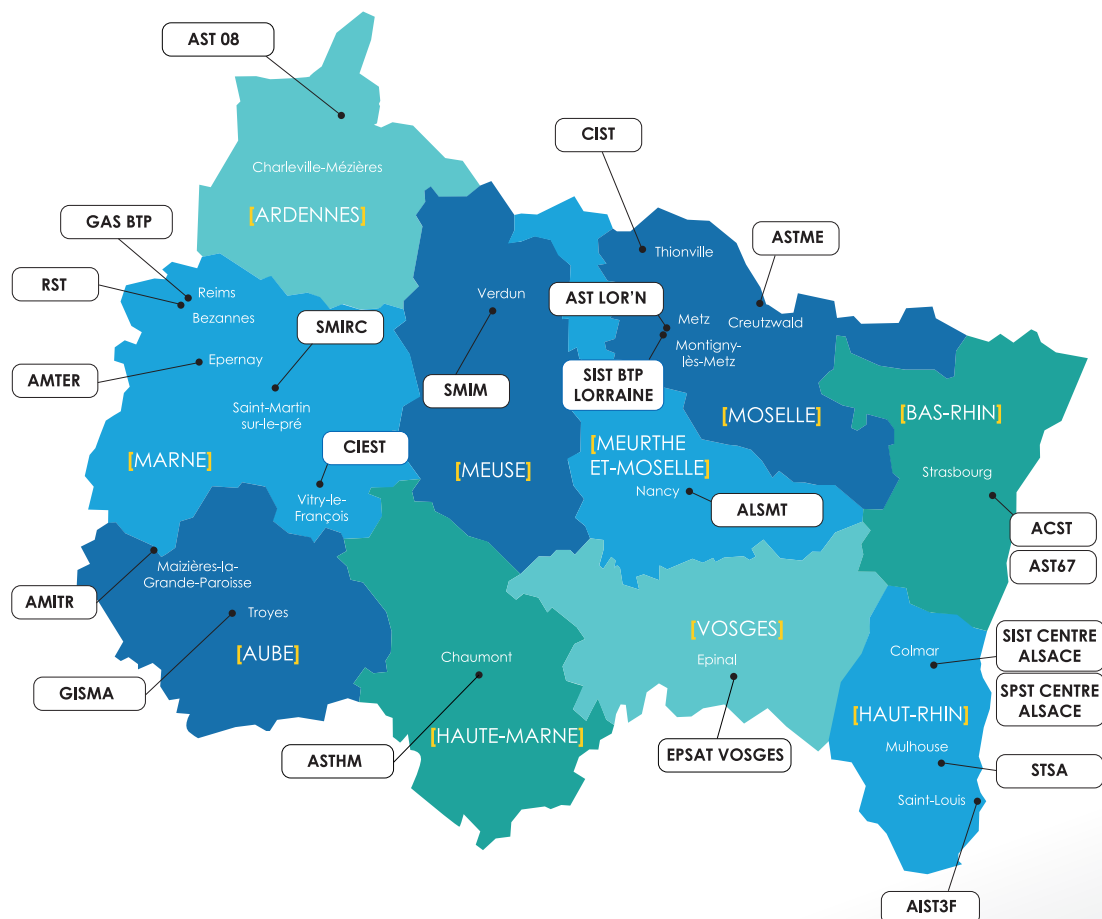 AST 08
CIST
Charleville-Mézières
[ARDENNES]
GAS BTP
ASTME
Thionville
RST
Reims
Bezannes
Verdun
AST LOR'N
Metz
Creutzwald
SMIRC
Montigny-
lès-Metz
Epernay
AMTER
SMIM
SIST BTP
LORRAINE
Saint-Martin
sur-le-pré
[MOSELLE]
[BAS-RHIN]
CIEST
[MARNE]
[MEUSE]
[MEURTHE
ET-MOSELLE]
Strasbourg
Vitry-le-
François
Nancy
ALSMT
ACST
AST67
Maizières-la-
Grande-Paroisse
AMITR
Troyes
[AUBE]
[VOSGES]
SIST CENTRE
ALSACE
Chaumont
Epinal
Colmar
GISMA
SPST CENTRE
ALSACE
[HAUT-RHIN]
[HAUTE-MARNE]
ASTHM
EPSAT VOSGES
Mulhouse
STSA
Saint-Louis
AIST3F